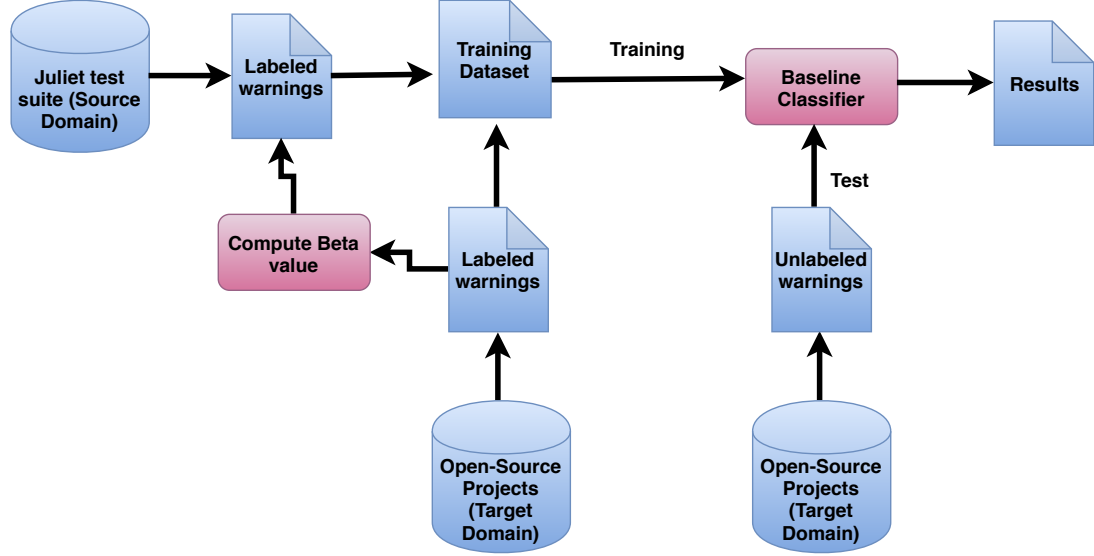 Juliet test
suite (Source
Domain)
Labeled
warnings
Training
Dataset
Training
Baseline
Classifier
Results
Test
Compute Beta
value
Labeled
warnings
Unlabeled
warnings
Open-Source
Projects
(Target
Domain)
Open-Source
Projects
(Target
Domain)